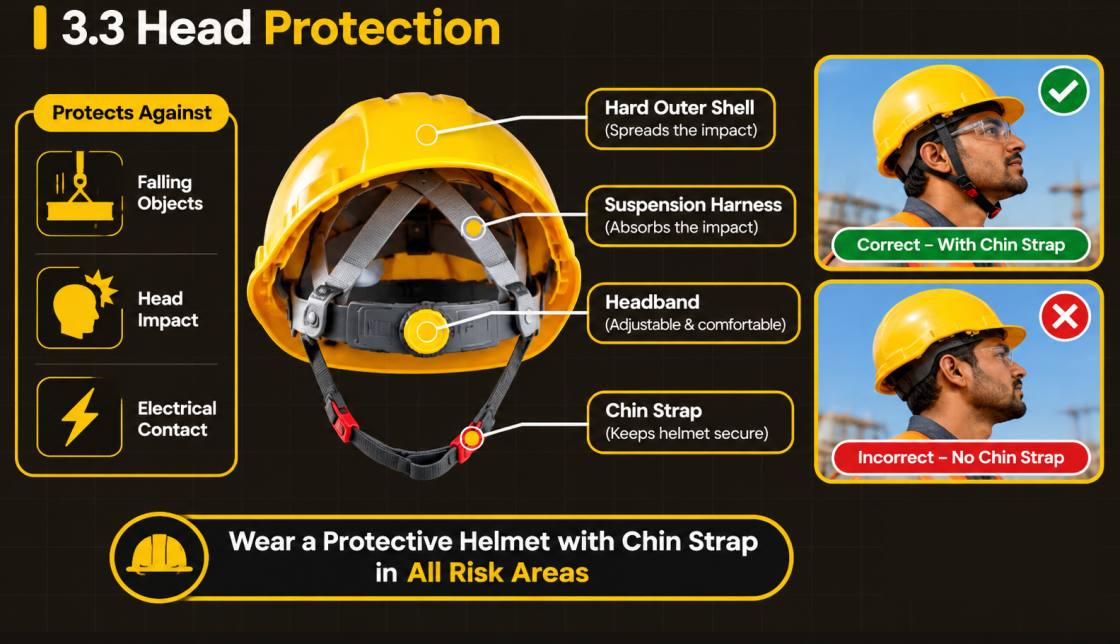 3.3 Head Protection
Protects Against
Falling
Objects
Head
Impact
Electrical
Contact
Hard Outer Shell
(Spreads the impact)
Suspension Harness
(Absorbs the impact)
Headband
(Adjustable & comfortable)
Chin Strap
(Keeps helmet secure)
Correct – With Chin Strap
Incorrect – No Chin Strap
Wear a Protective Helmet with Chin Strap
in All Risk Areas